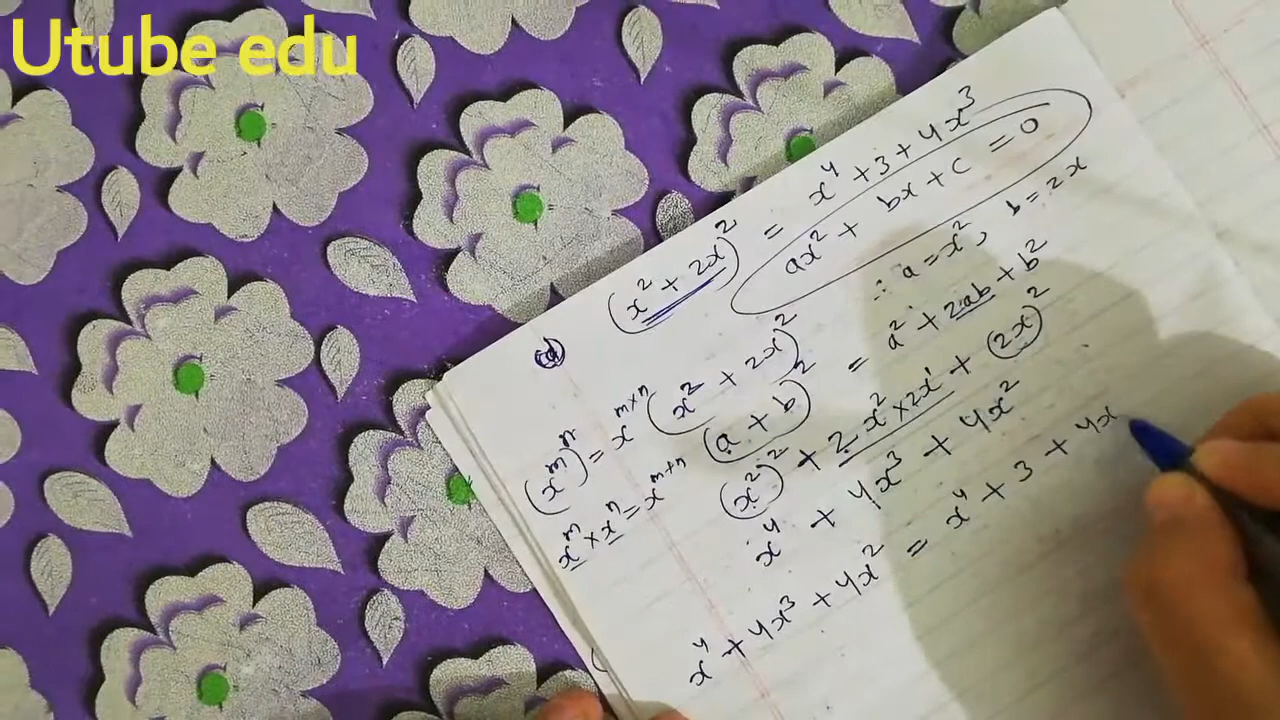 Utube edu
(d) (x² + 2x)² = x⁴ + 3 + 4x³
ax² + bx + c = 0
(x² + 2x)² ∴ a = x², b = 2x
(xᵐ)ⁿ = xᵐˣⁿ (a + b)² = a² + 2ab + b²
xᵐ × xⁿ = xᵐ⁺ⁿ (x²)² + 2 x² × 2x¹ + (2x)²
x⁴ + 4x³ + 4x²
x⁴ + 4x³ + 4x² = x⁴ + 3 + 4x